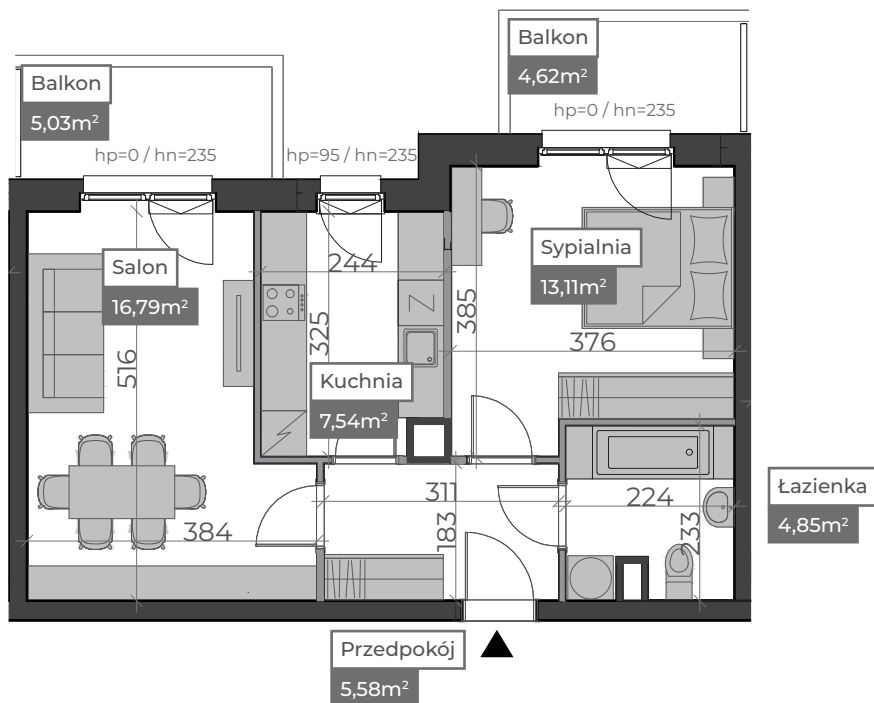 Balkon
4,62m²
hp=0 / hn=235
Balkon
5,03m²
hp=0 / hn=235
hp=95 / hn=235
Salon
16,79m²
244
Sypialnia
13,11m²
325
385
376
516
Kuchnia
7,54m²
311
224
Łazienka
4,85m²
384
183
233
Przedpokój
5,58m²